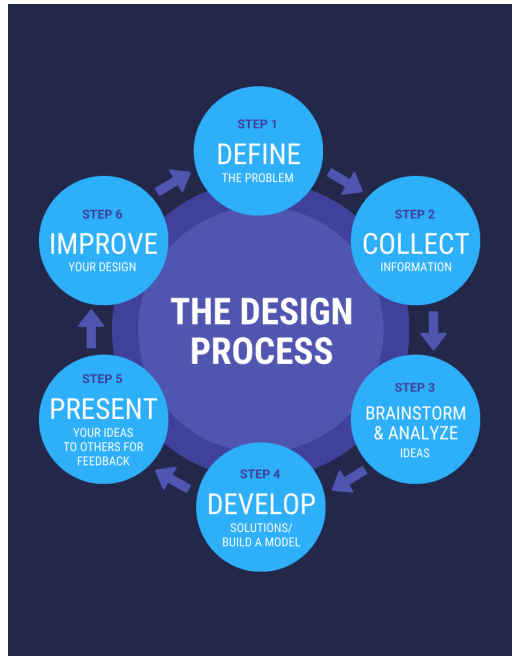 STEP 1
DEFINE
THE PROBLEM
STEP 2
COLLECT
INFORMATION
STEP 3
BRAINSTORM
& ANALYZE
IDEAS
STEP 4
DEVELOP
SOLUTIONS/
BUILD A MODEL
STEP 5
PRESENT
YOUR IDEAS
TO OTHERS FOR
FEEDBACK
STEP 6
IMPROVE
YOUR DESIGN
THE DESIGN
PROCESS